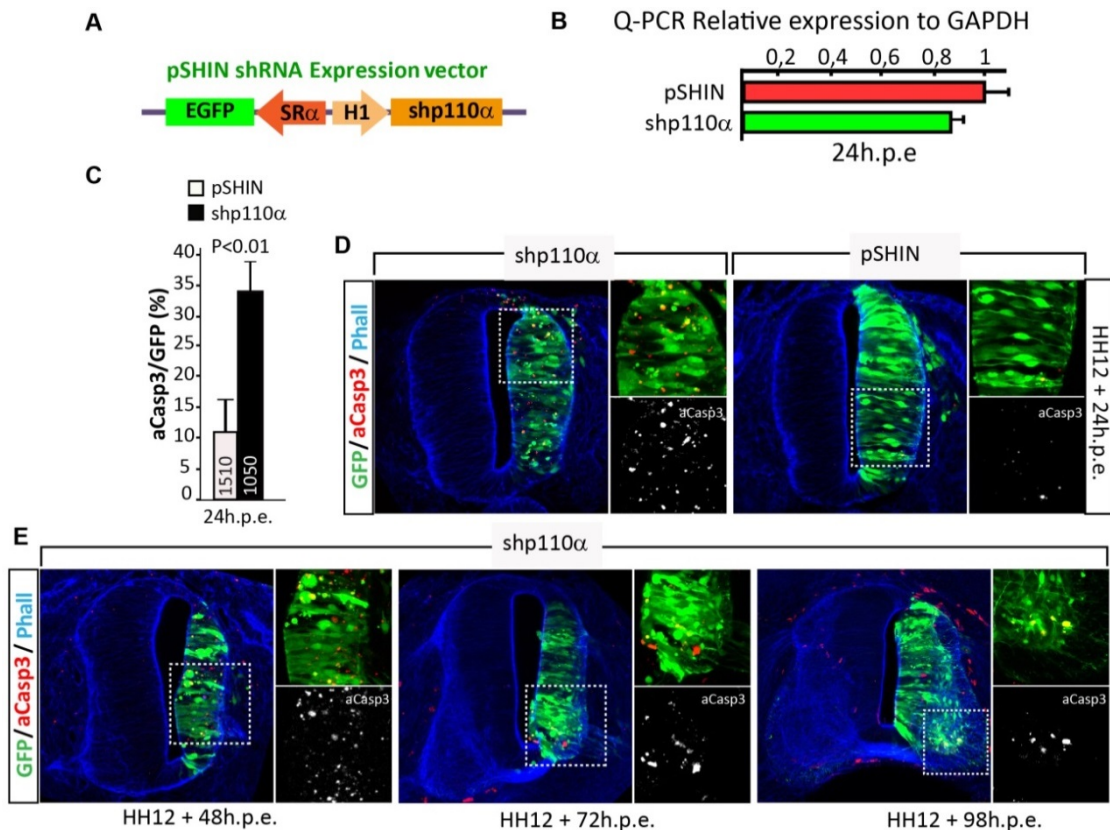 A
pSHIN shRNA Expression vector
EGFP SRα H1 shp110α
B
Q-PCR Relative expression to GAPDH
0,2 0,4 0,6 0,8 1
pSHIN
shp110α
24h.p.e
C
pSHIN
shp110α
P<0.01
aCasp3/GFP (%)
40
35
30
25
20
15
10
5
0
1510
1050
24h.p.e.
D
shp110α
pSHIN
GFP/ aCasp3 / Phall
aCasp3
aCasp3
HH12 + 24h.p.e.
E
shp110α
GFP/ aCasp3 / Phall
aCasp3
aCasp3
aCasp3
HH12 + 48h.p.e.
HH12 + 72h.p.e.
HH12 + 98h.p.e.